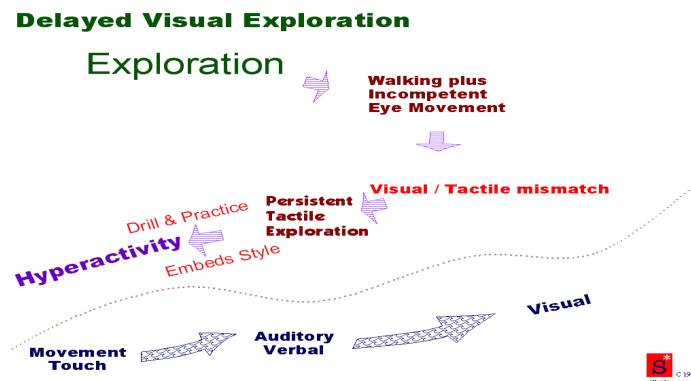 Delayed Visual Exploration
Exploration
Walking plus
Incompetent
Eye Movement
Visual / Tactile mismatch
Persistent
Tactile
Exploration
Drill & Practice
Hyperactivity
Embeds Style
Visual
Auditory
Verbal
Movement
Touch
S*
C 19